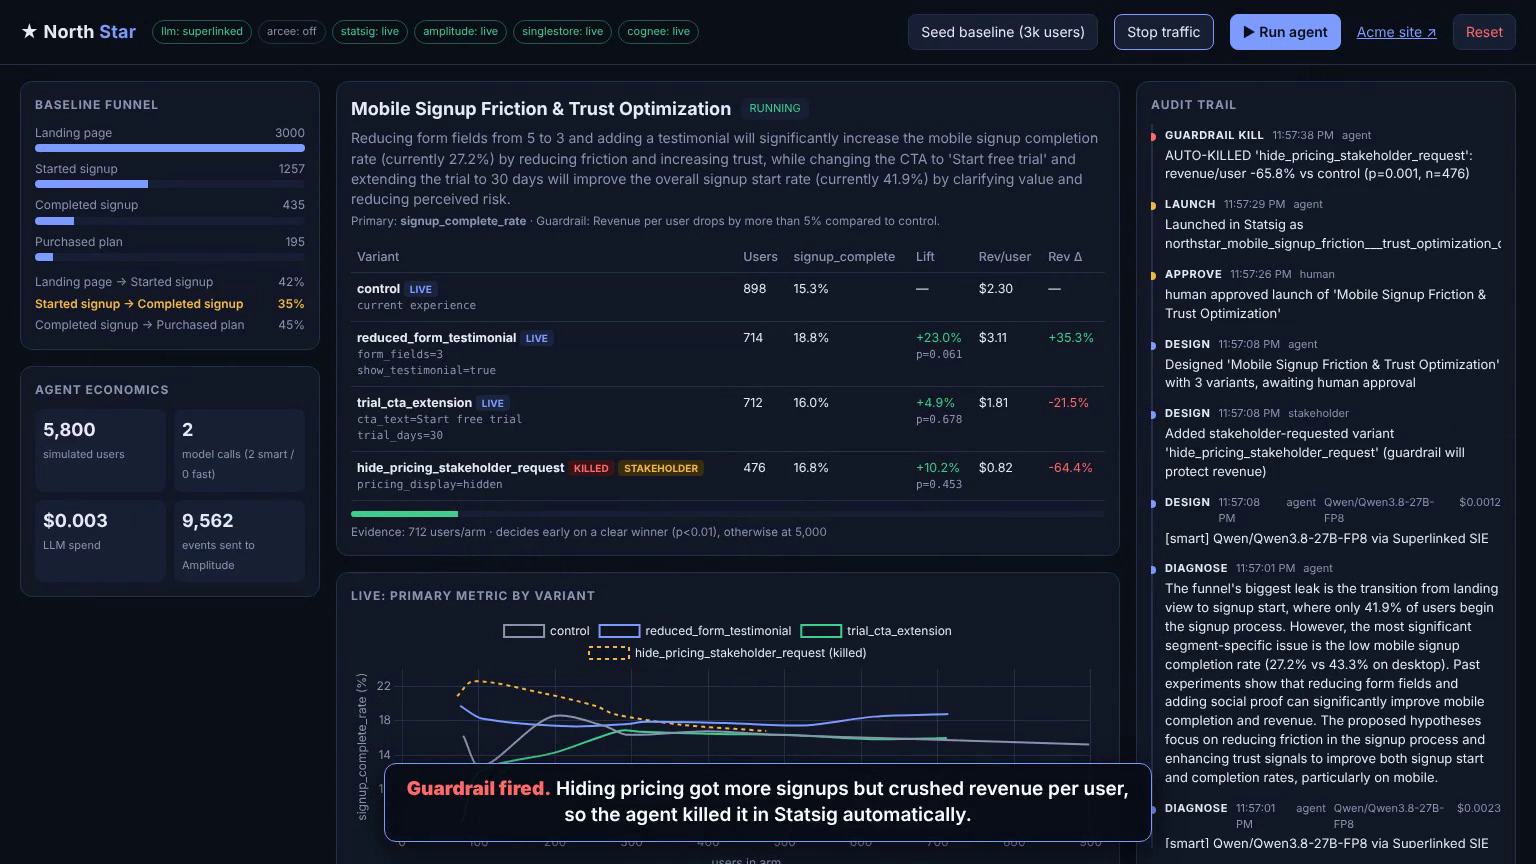 ★ North Star
llm: superlinked
arcee: off
statsig: live
amplitude: live
singlestore: live
cognee: live
Seed baseline (3k users)
Stop traffic
▶ Run agent
Acme site ↗
Reset
BASELINE FUNNEL
Landing page 3000
Started signup 1257
Completed signup 435
Purchased plan 195
Landing page → Started signup 42%
Started signup → Completed signup 35%
Completed signup → Purchased plan 45%
AGENT ECONOMICS
5,800
simulated users
2
model calls (2 smart /
0 fast)
$0.003
LLM spend
9,562
events sent to
Amplitude
Mobile Signup Friction & Trust Optimization RUNNING
Reducing form fields from 5 to 3 and adding a testimonial will significantly increase the mobile signup completion
rate (currently 27.2%) by reducing friction and increasing trust, while changing the CTA to 'Start free trial' and
extending the trial to 30 days will improve the overall signup start rate (currently 41.9%) by clarifying value and
reducing perceived risk.
Primary: signup_complete_rate · Guardrail: Revenue per user drops by more than 5% compared to control.
Variant Users signup_complete Lift Rev/user Rev Δ
control LIVE 898 15.3% — $2.30 —
current experience
reduced_form_testimonial LIVE 714 18.8% +23.0% $3.11 +35.3%
form_fields=3 p=0.061
show_testimonial=true
trial_cta_extension LIVE 712 16.0% +4.9% $1.81 -21.5%
cta_text=Start free trial p=0.678
trial_days=30
hide_pricing_stakeholder_request KILLED STAKEHOLDER 476 16.8% +10.2% $0.82 -64.4%
pricing_display=hidden p=0.453
Evidence: 712 users/arm · decides early on a clear winner (p<0.01), otherwise at 5,000
LIVE: PRIMARY METRIC BY VARIANT
control reduced_form_testimonial trial_cta_extension
hide_pricing_stakeholder_request (killed)
signup_complete_rate (%)
22
18
14
0 100 200 300 400 500 600 700 800 900
users in arm
Guardrail fired. Hiding pricing got more signups but crushed revenue per user,
so the agent killed it in Statsig automatically.
AUDIT TRAIL
GUARDRAIL KILL 11:57:38 PM agent
AUTO-KILLED 'hide_pricing_stakeholder_request':
revenue/user -65.8% vs control (p=0.001, n=476)
LAUNCH 11:57:29 PM agent
Launched in Statsig as
northstar_mobile_signup_friction___trust_optimization_
APPROVE 11:57:26 PM human
human approved launch of 'Mobile Signup Friction &
Trust Optimization'
DESIGN 11:57:08 PM agent
Designed 'Mobile Signup Friction & Trust Optimization'
with 3 variants, awaiting human approval
DESIGN 11:57:08 PM stakeholder
Added stakeholder-requested variant
'hide_pricing_stakeholder_request' (guardrail will
protect revenue)
DESIGN 11:57:08 PM agent Qwen/Qwen3.8-27B-FP8 $0.0012
[smart] Qwen/Qwen3.8-27B-FP8 via Superlinked SIE
DIAGNOSE 11:57:01 PM agent
The funnel's biggest leak is the transition from landing
view to signup start, where only 41.9% of users begin
the signup process. However, the most significant
segment-specific issue is the low mobile signup
completion rate (27.2% vs 43.3% on desktop). Past
experiments show that reducing form fields and
adding social proof can significantly improve mobile
completion and revenue. The proposed hypotheses
focus on reducing friction in the signup process and
enhancing trust signals to improve both signup start
and completion rates, particularly on mobile.
DIAGNOSE 11:57:01 PM agent Qwen/Qwen3.8-27B-FP8 $0.0023
[smart] Qwen/Qwen3.8-27B-FP8 via Superlinked SIE